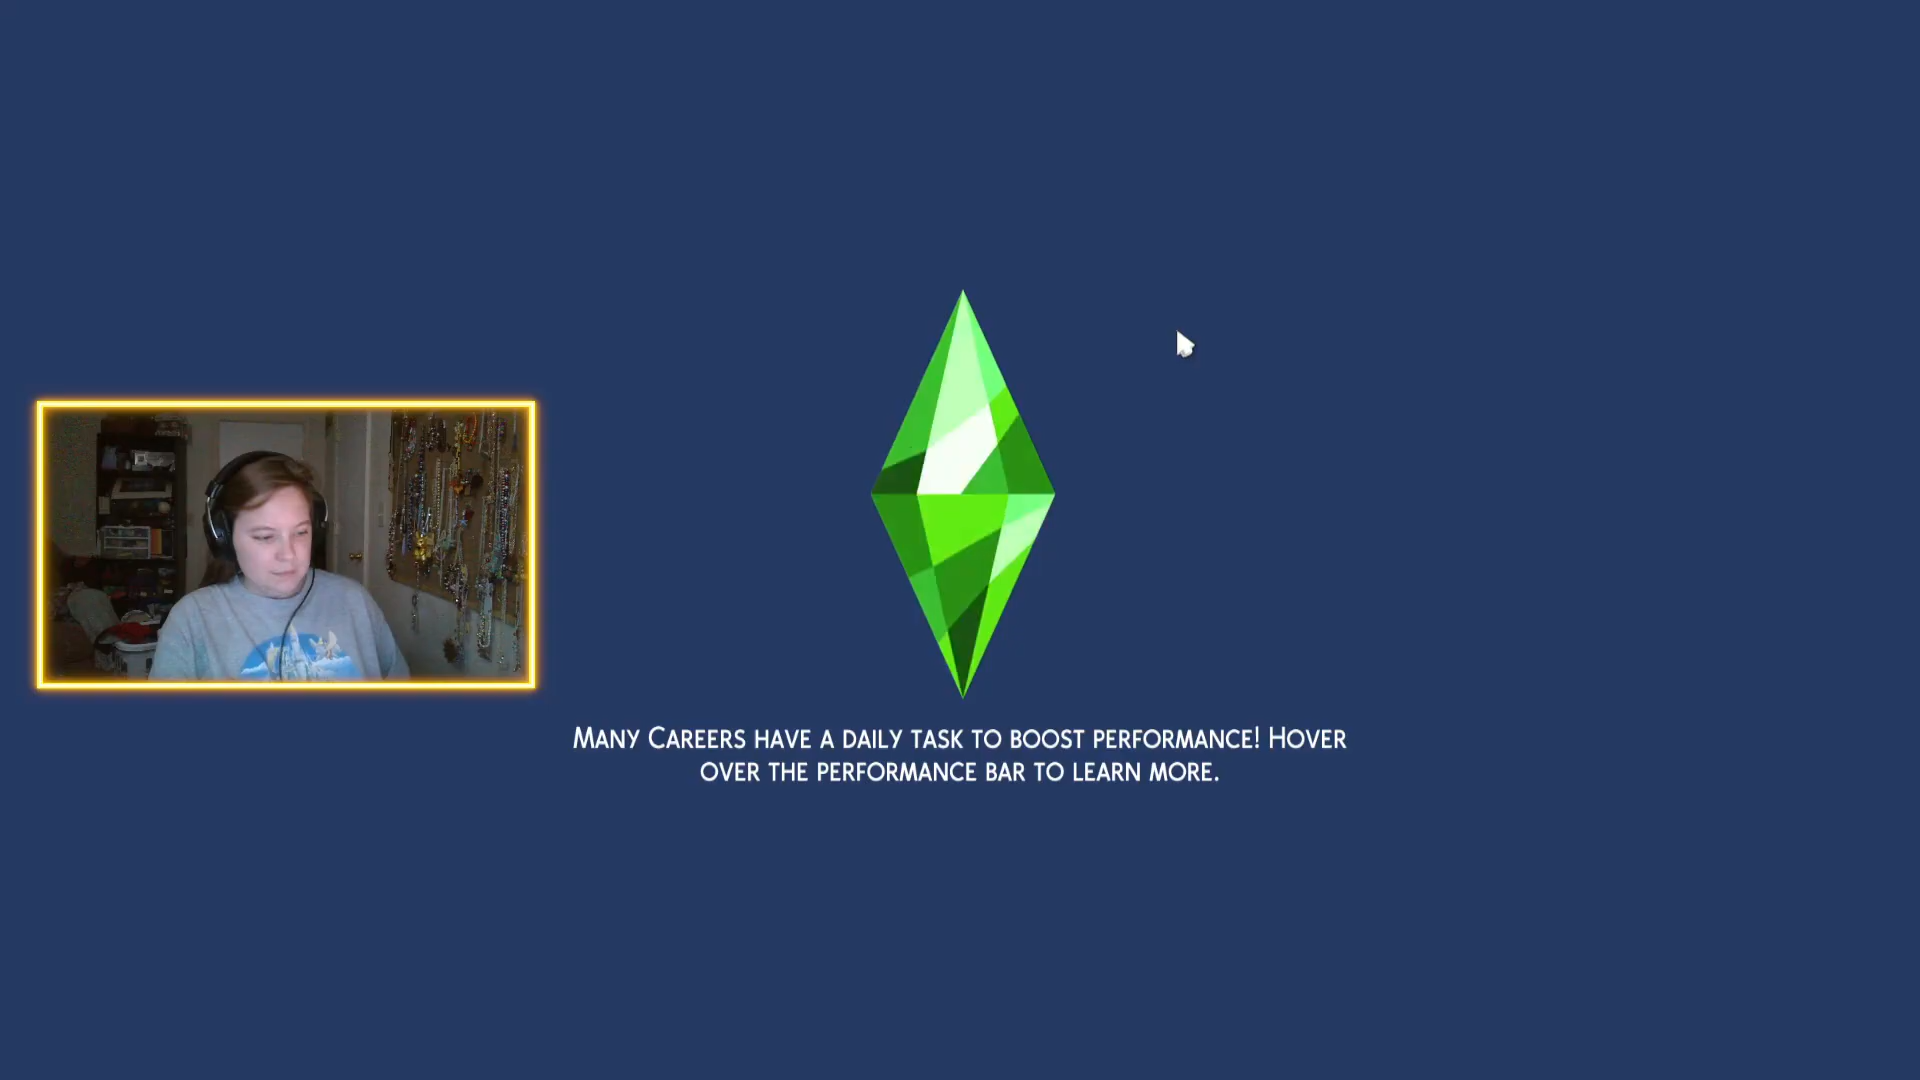 Many Careers have a daily task to boost performance! Hover
over the performance bar to learn more.